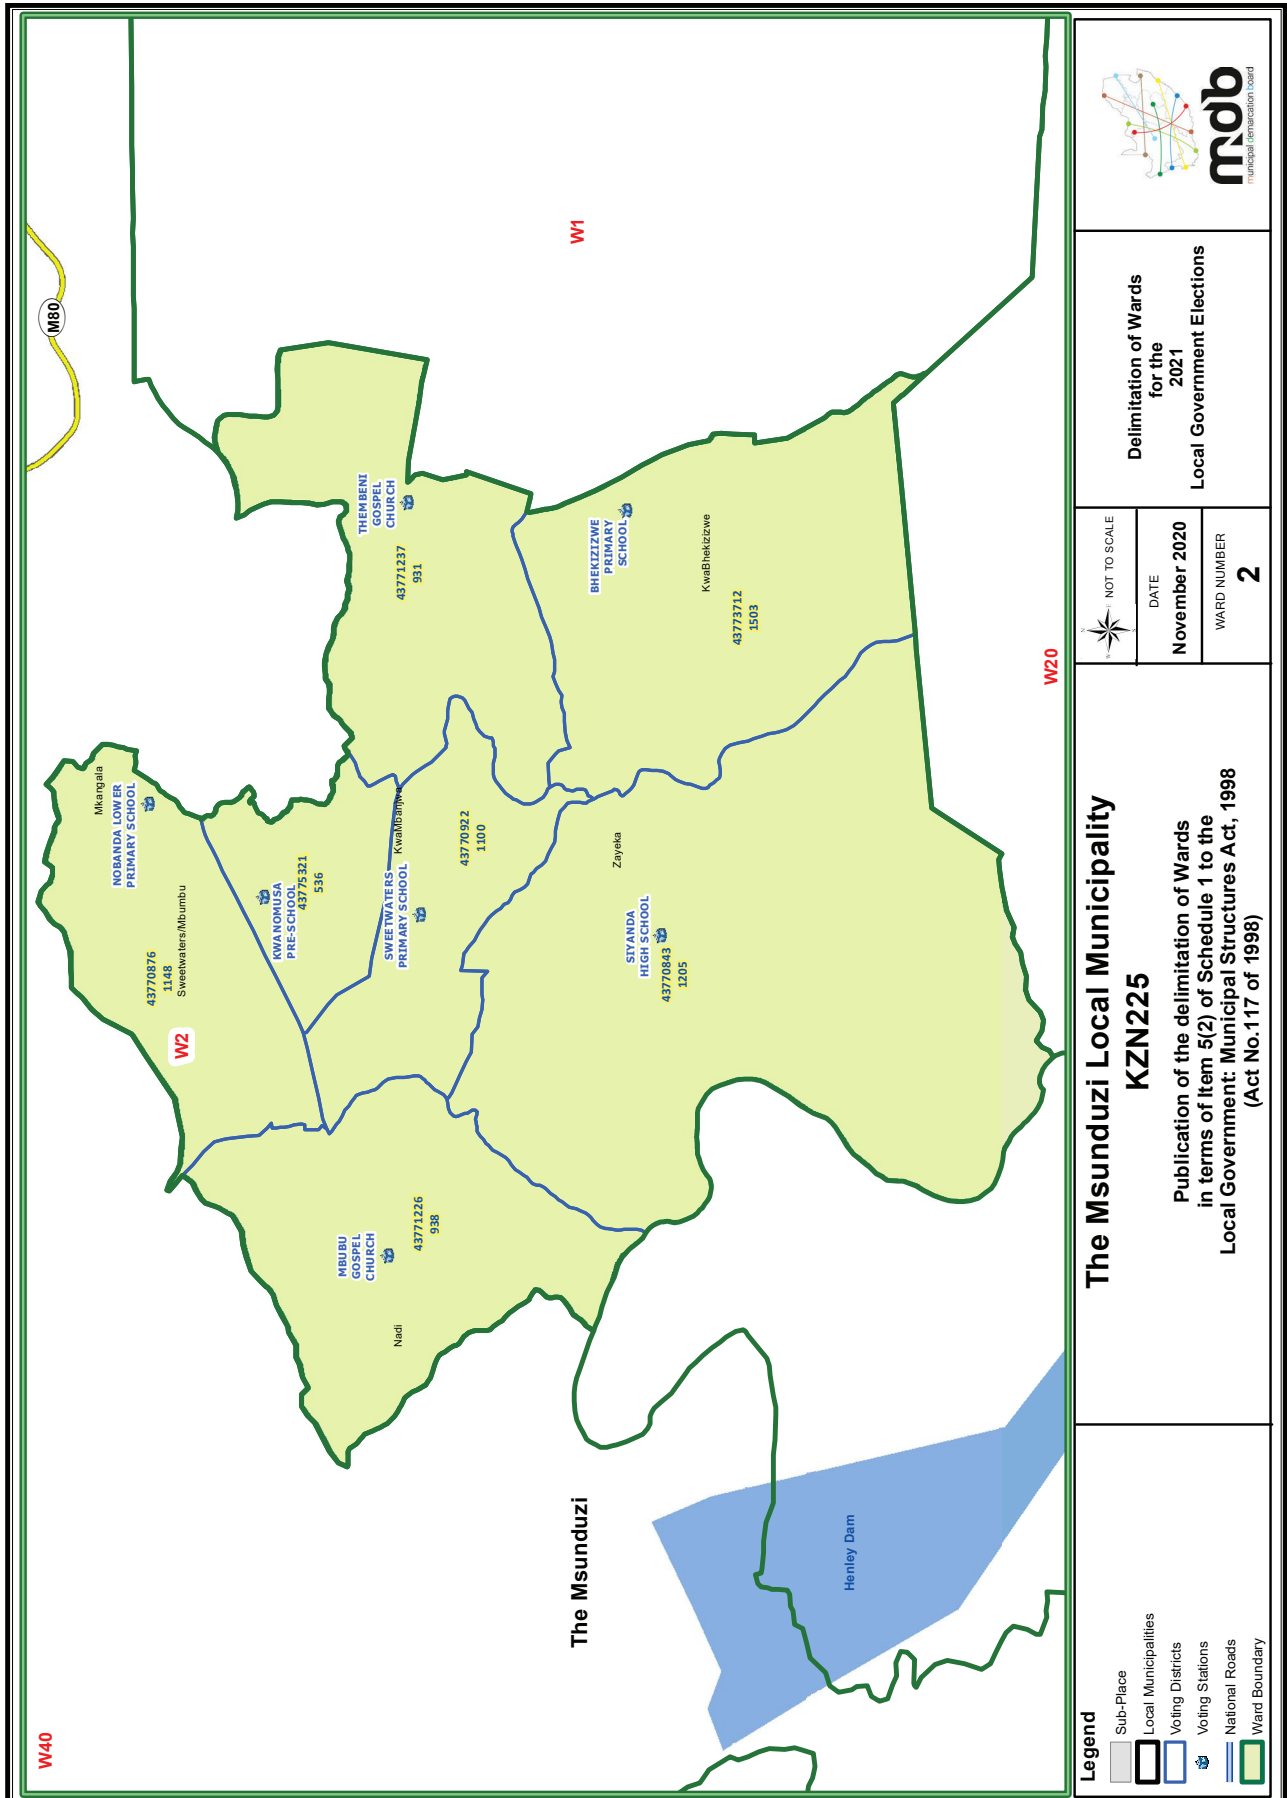 W40
M80
W1
W2
W20
Mkangala
NOBANDA LOWER
PRIMARY SCHOOL
43770876
1148
Sweetwaters/Mbumbu
KWANOMUSA
PRE-SCHOOL
43775321
536
SWEETWATERS
PRIMARY SCHOOL
KwaMbanjwa
43770922
1100
THEMBENI
GOSPEL
CHURCH
43771237
931
BHEKIZIZWE
PRIMARY
SCHOOL
KwaBhekizizwe
43773712
1503
Zayeka
SIYANDA
HIGH SCHOOL
43770843
1205
MBUBU
GOSPEL
CHURCH
43771226
938
Nadi
The Msunduzi
Henley Dam
Legend
Sub-Place
Local Municipalities
Voting Districts
Voting Stations
National Roads
Ward Boundary
The Msunduzi Local Municipality
KZN225
Publication of the delimitation of Wards
in terms of Item 5(2) of Schedule 1 to the
Local Government: Municipal Structures Act, 1998
(Act No.117 of 1998)
N
W
E
S
NOT TO SCALE
DATE
November 2020
WARD NUMBER
2
Delimitation of Wards
for the
2021
Local Government Elections
mdb
municipal demarcation board